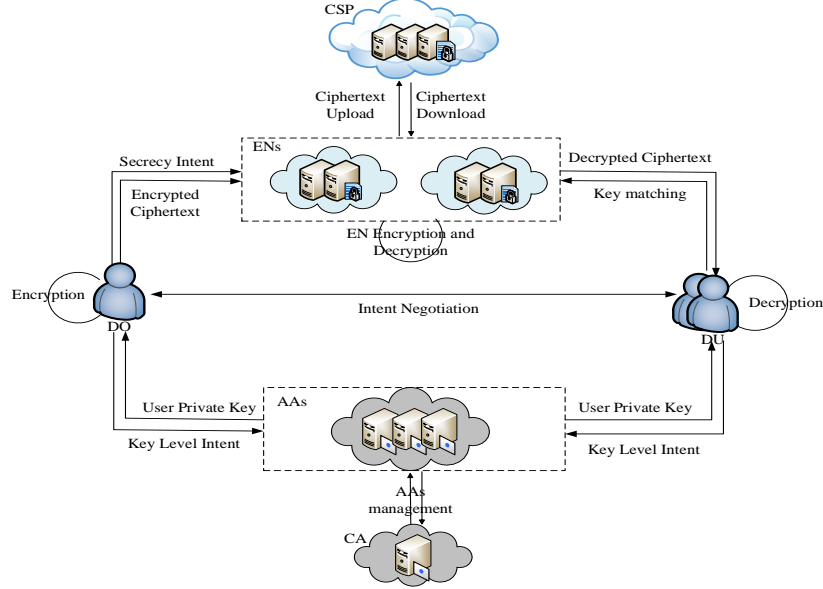 CSP
Ciphertext
Upload
Ciphertext
Download
ENs
Secrecy Intent
Encrypted
Ciphertext
Decrypted Ciphertext
Key matching
EN Encryption and
Decryption
Encryption
DO
Intent Negotiation
Decryption
DU
AAs
User Private Key
Key Level Intent
User Private Key
Key Level Intent
AAs
management
CA